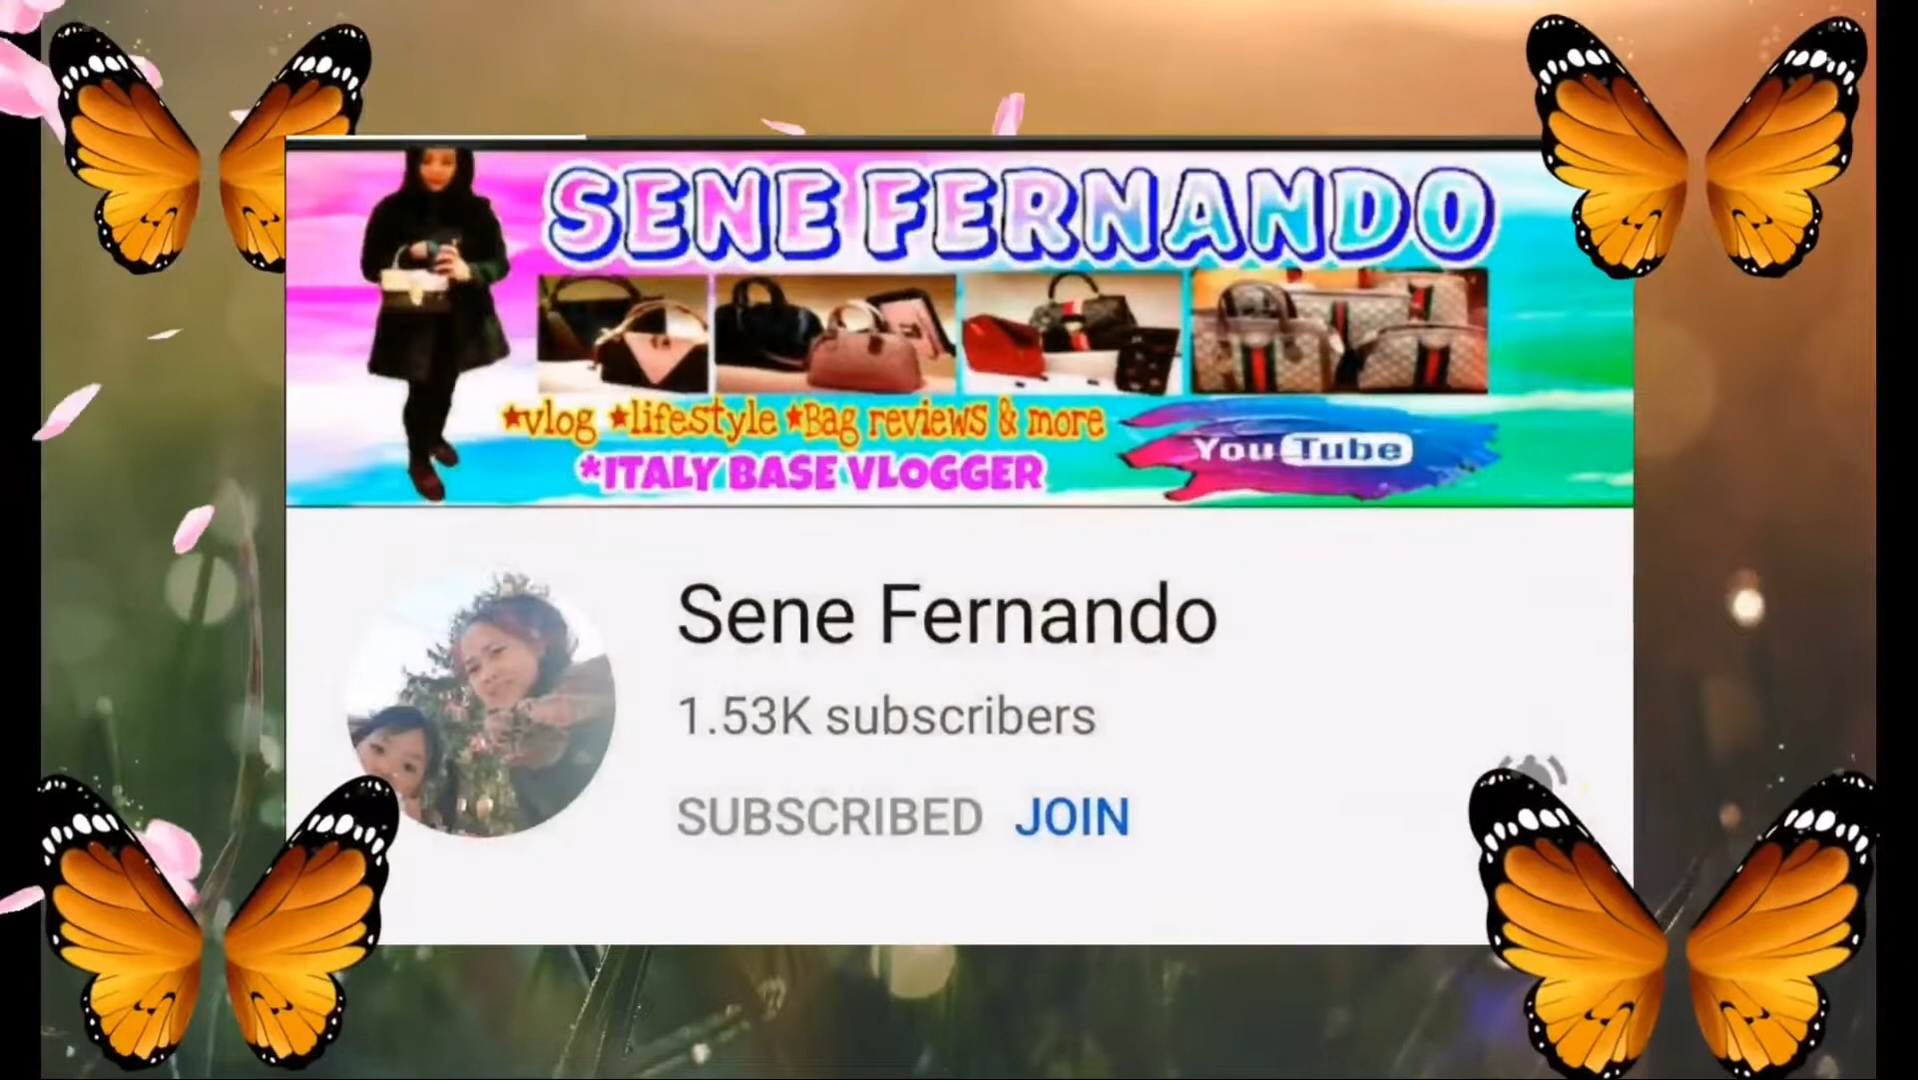 SENE FERNANDO
*vlog *lifestyle *Bag reviews & more
*ITALY BASE VLOGGER
YouTube
Sene Fernando
1.53K subscribers
SUBSCRIBED JOIN